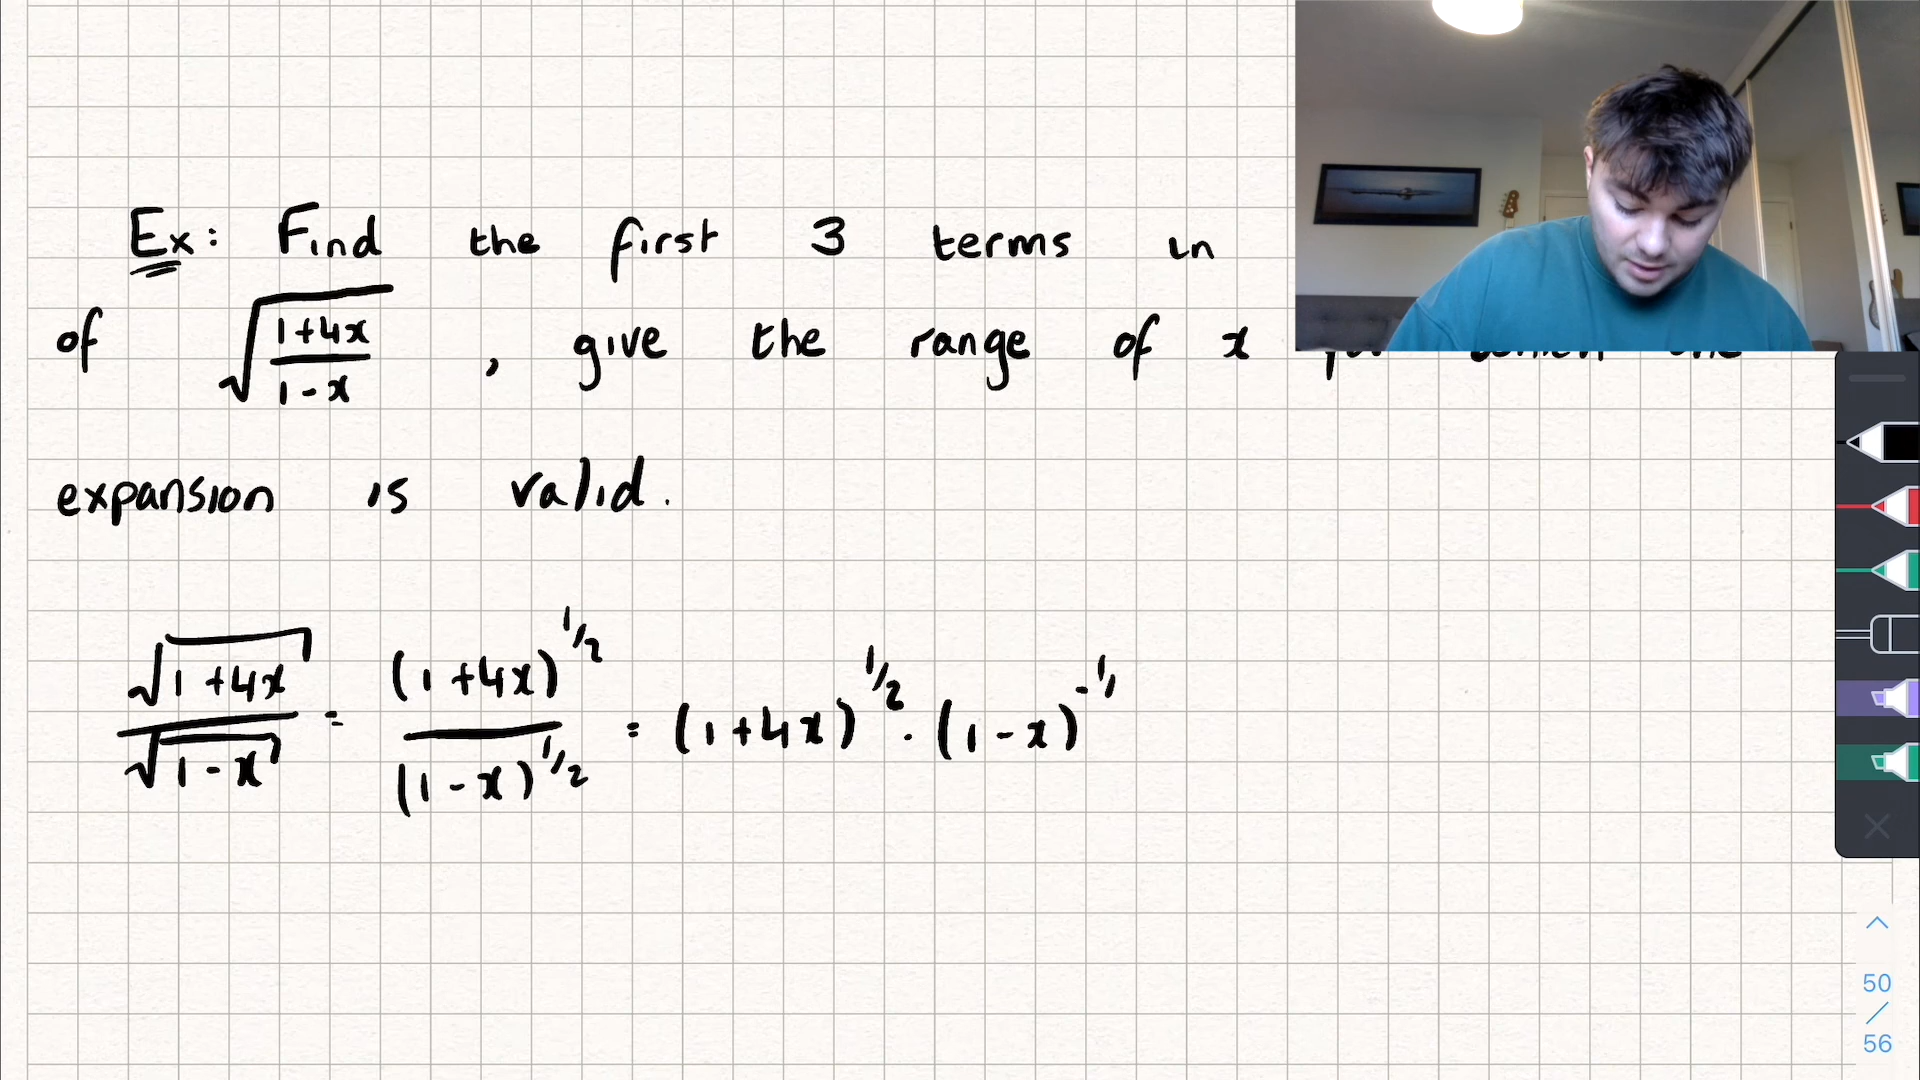 Ex: Find the first 3 terms in
of √((1+4x)/(1-x)) , give the range of x
expansion is valid.
√(1+4x)/√(1-x) = (1+4x)^1/2/(1-x)^1/2 = (1+4x)^1/2 · (1-x)^-1/
50
/
56